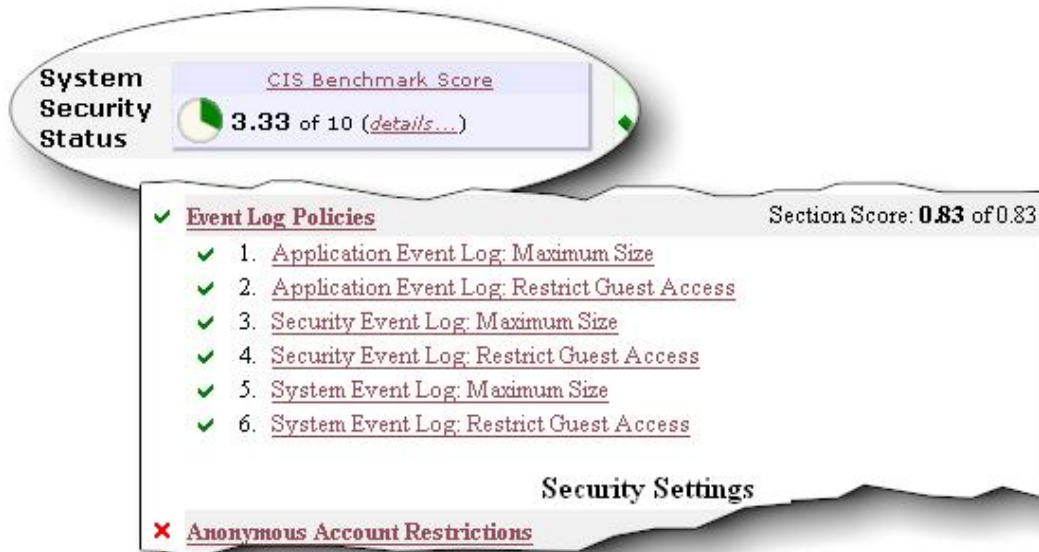 System
Security
Status
CIS Benchmark Score
3.33 of 10 (details...)
Event Log Policies Section Score: 0.83 of 0.83
1. Application Event Log: Maximum Size
2. Application Event Log: Restrict Guest Access
3. Security Event Log: Maximum Size
4. Security Event Log: Restrict Guest Access
5. System Event Log: Maximum Size
6. System Event Log: Restrict Guest Access
Security Settings
Anonymous Account Restrictions